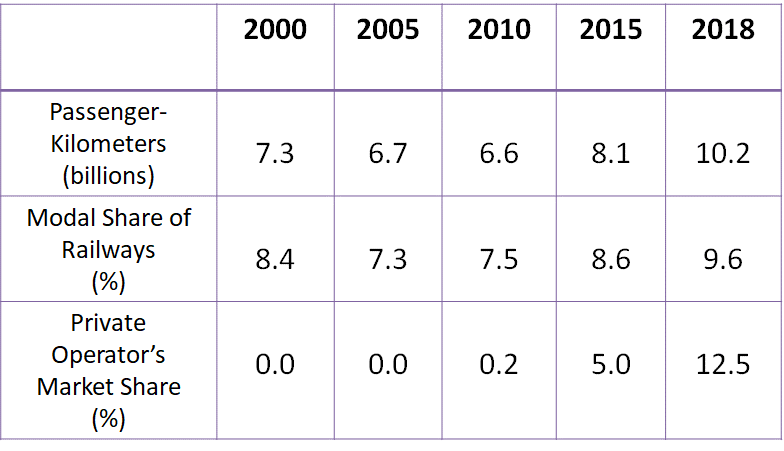 2000 2005 2010 2015 2018
Passenger-
Kilometers
(billions)
7.3 6.7 6.6 8.1 10.2
Modal Share of
Railways
(%)
8.4 7.3 7.5 8.6 9.6
Private
Operator’s
Market Share
(%)
0.0 0.0 0.2 5.0 12.5